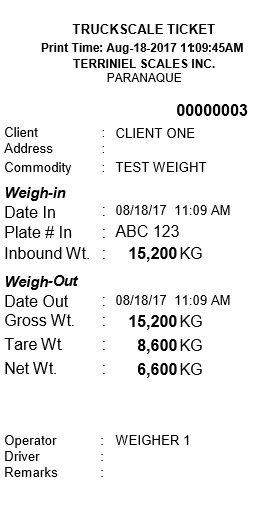 TRUCKSCALE TICKET
Print Time: Aug-18-2017 11:09:45AM
TERRINIEL SCALES INC.
PARANAQUE
00000003
Client : CLIENT ONE
Address :
Commodity : TEST WEIGHT
Weigh-in
Date In : 08/18/17 11:09 AM
Plate # In : ABC 123
Inbound Wt. : 15,200 KG
Weigh-Out
Date Out : 08/18/17 11:09 AM
Gross Wt. : 15,200 KG
Tare Wt. : 8,600 KG
Net Wt. : 6,600 KG
Operator : WEIGHER 1
Driver :
Remarks :